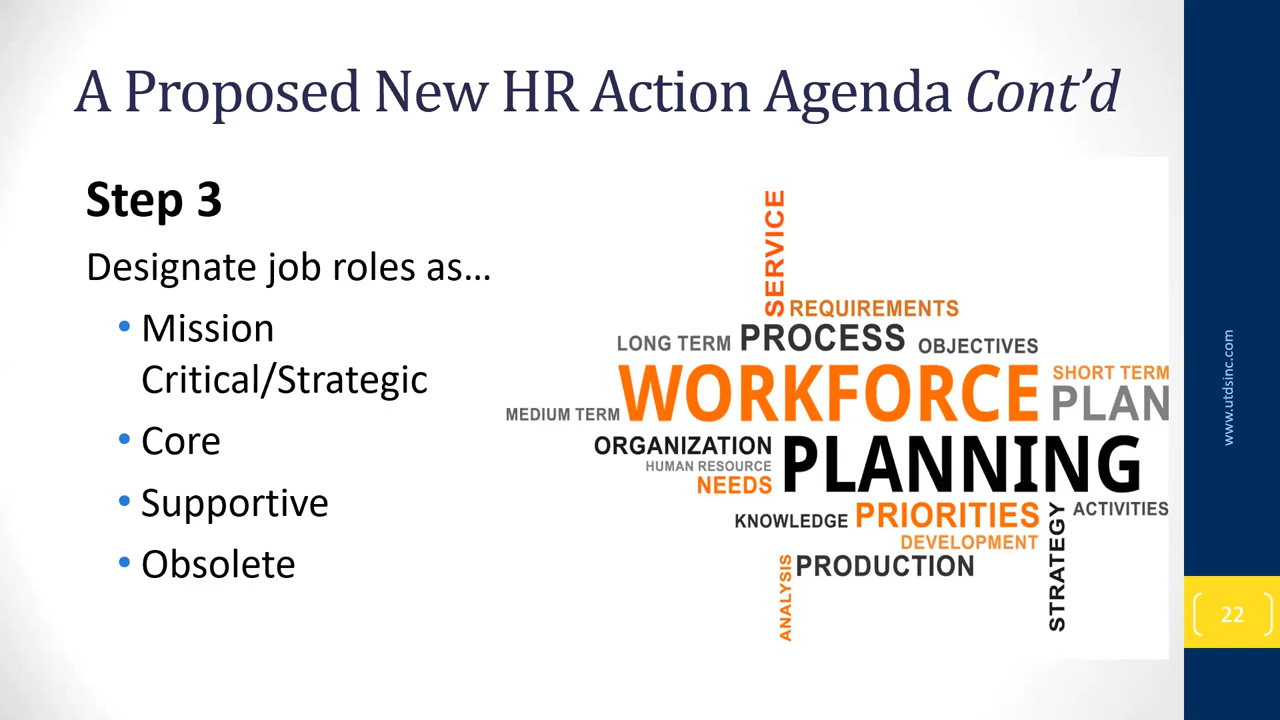 A Proposed New HR Action Agenda Cont’d
Step 3
Designate job roles as…
• Mission
Critical/Strategic
• Core
• Supportive
• Obsolete
SERVICE
REQUIREMENTS
LONG TERM PROCESS OBJECTIVES
WORKFORCE
SHORT TERM
MEDIUM TERM
PLAN
ORGANIZATION
HUMAN RESOURCE
NEEDS
PLANNING
KNOWLEDGE PRIORITIES
ACTIVITIES
DEVELOPMENT
STRATEGY
ANALYSIS
PRODUCTION
www.utdsinc.com
22